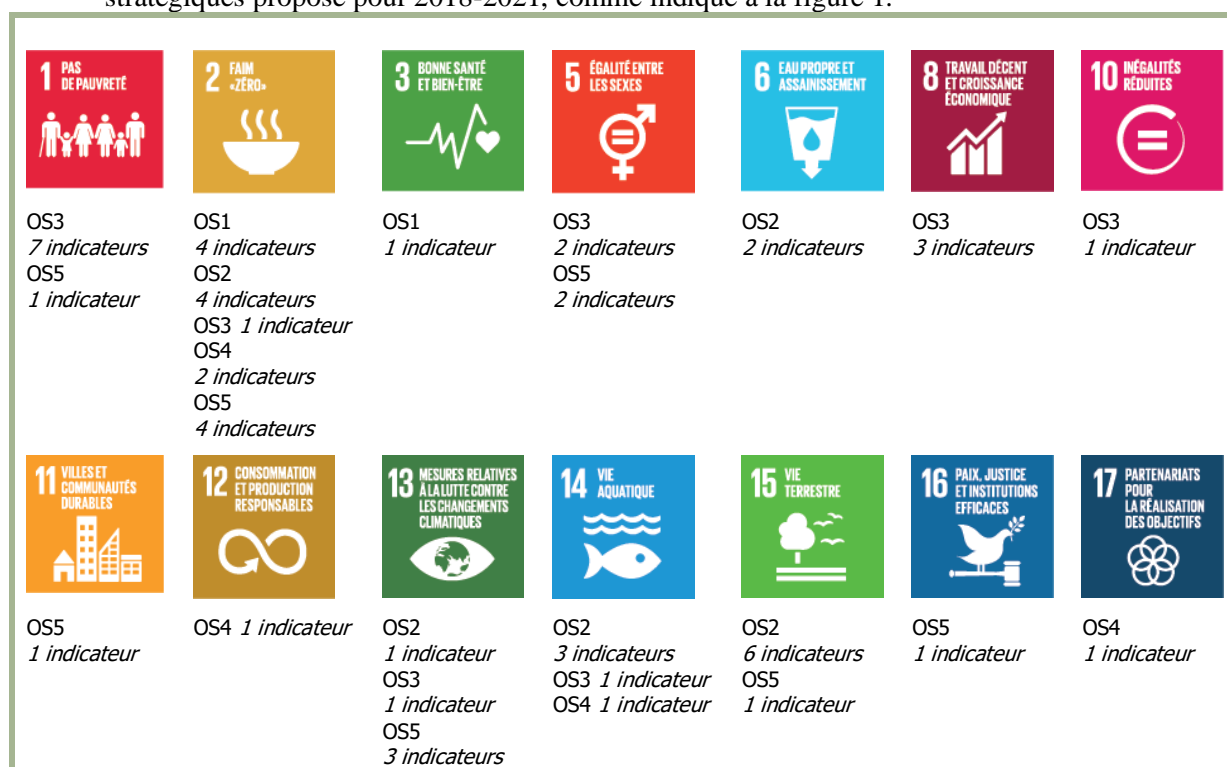 stratégiques proposé pour 2018-2021, comme indiqué à la figure 1.
1 PAS
DE PAUVRETÉ
2 FAIM
«ZÉRO»
3 BONNE SANTÉ
ET BIEN-ÊTRE
5 ÉGALITÉ ENTRE
LES SEXES
6 EAU PROPRE ET
ASSAINISSEMENT
8 TRAVAIL DÉCENT
ET CROISSANCE
ÉCONOMIQUE
10 INÉGALITÉS
RÉDUITES
OS3
7 indicateurs
OS5
1 indicateur
OS1
4 indicateurs
OS2
4 indicateurs
OS3 1 indicateur
OS4
2 indicateurs
OS5
4 indicateurs
OS1
1 indicateur
OS3
2 indicateurs
OS5
2 indicateurs
OS2
2 indicateurs
OS3
3 indicateurs
OS3
1 indicateur
11 VILLES ET
COMMUNAUTÉS
DURABLES
12 CONSOMMATION
ET PRODUCTION
RESPONSABLES
13 MESURES RELATIVES
À LA LUTTE CONTRE
LES CHANGEMENTS
CLIMATIQUES
14 VIE
AQUATIQUE
15 VIE
TERRESTRE
16 PAIX, JUSTICE
ET INSTITUTIONS
EFFICACES
17 PARTENARIATS
POUR
LA RÉALISATION
DES OBJECTIFS
OS5
1 indicateur
OS4 1 indicateur
OS2
1 indicateur
OS3
1 indicateur
OS5
3 indicateurs
OS2
3 indicateurs
OS3 1 indicateur
OS4 1 indicateur
OS2
6 indicateurs
OS5
1 indicateur
OS5
1 indicateur
OS4
1 indicateur